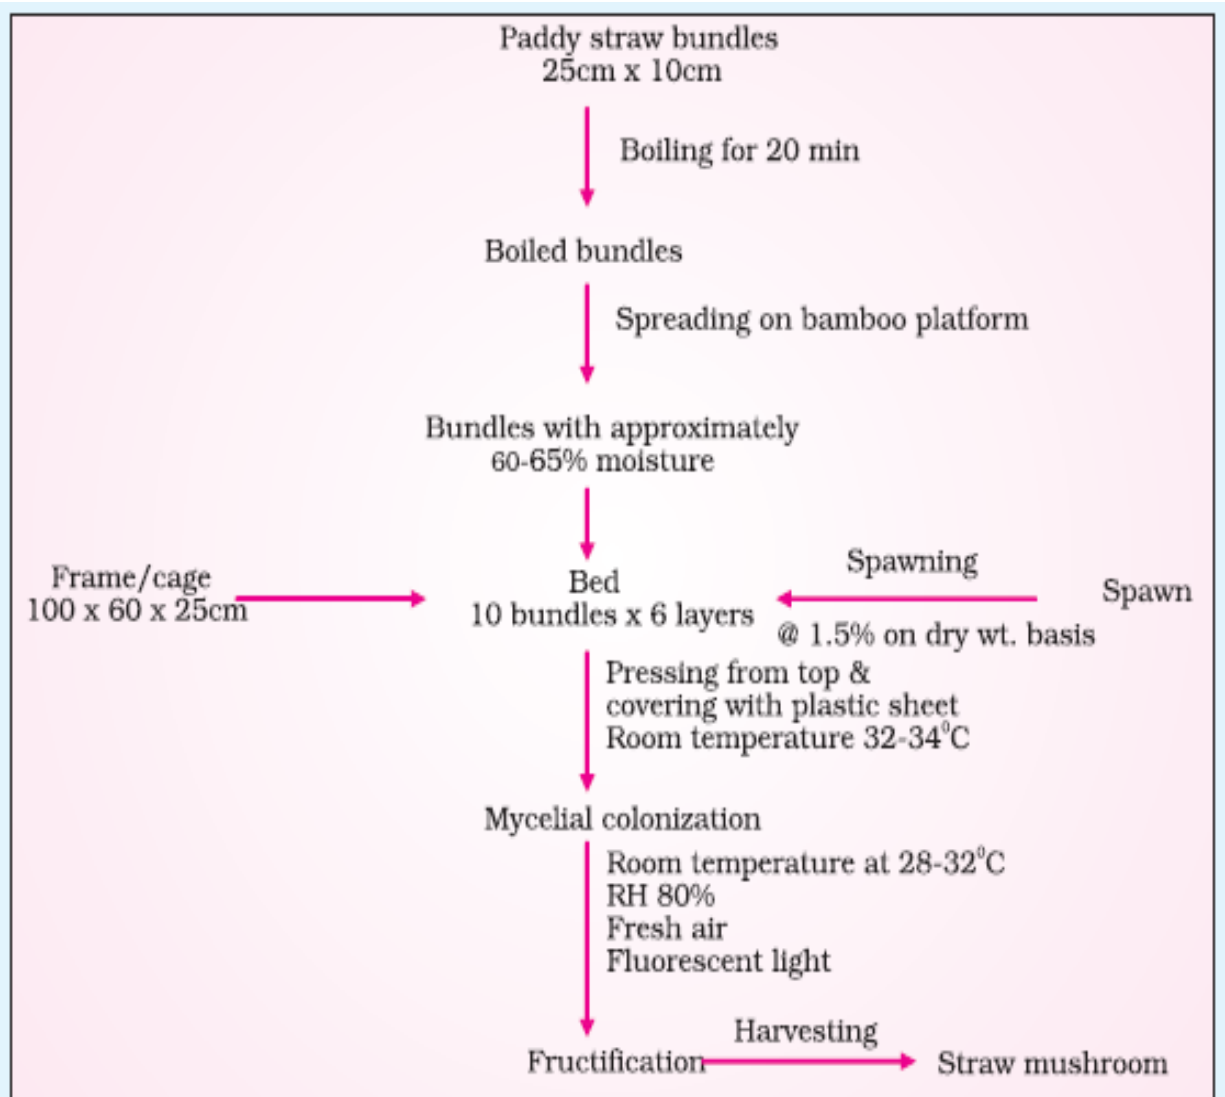 Paddy straw bundles
25cm x 10cm
Boiling for 20 min
Boiled bundles
Spreading on bamboo platform
Bundles with approximately
60-65% moisture
Frame/cage
100 x 60 x 25cm
Bed
10 bundles x 6 layers
Spawning
@ 1.5% on dry wt. basis
Spawn
Pressing from top &
covering with plastic sheet
Room temperature 32-34⁰C
Mycelial colonization
Room temperature at 28-32⁰C
RH 80%
Fresh air
Fluorescent light
Fructification
Harvesting
Straw mushroom